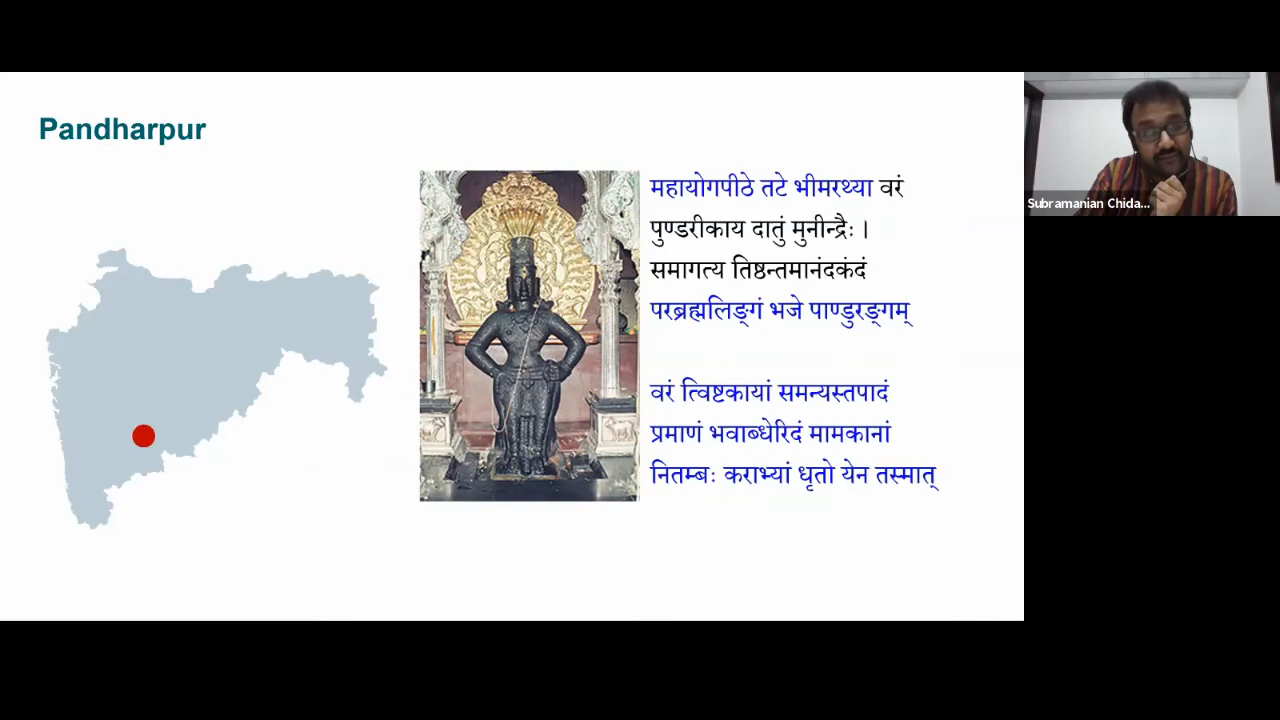 Pandharpur
महायोगपीठे तटे भीमरथ्या वरं
पुण्डरीकाय दातुं मुनीन्द्रैः ।
समागत्य तिष्ठन्तमानंदकंदं
परब्रह्मलिङ्गं भजे पाण्डुरङ्गम्
वरं त्विष्टकायां समन्यस्तपादं
प्रमाणं भवाब्धेरिदं मामकानां
नितम्बः कराभ्यां धृतो येन तस्मात्
Subramanian Chida...